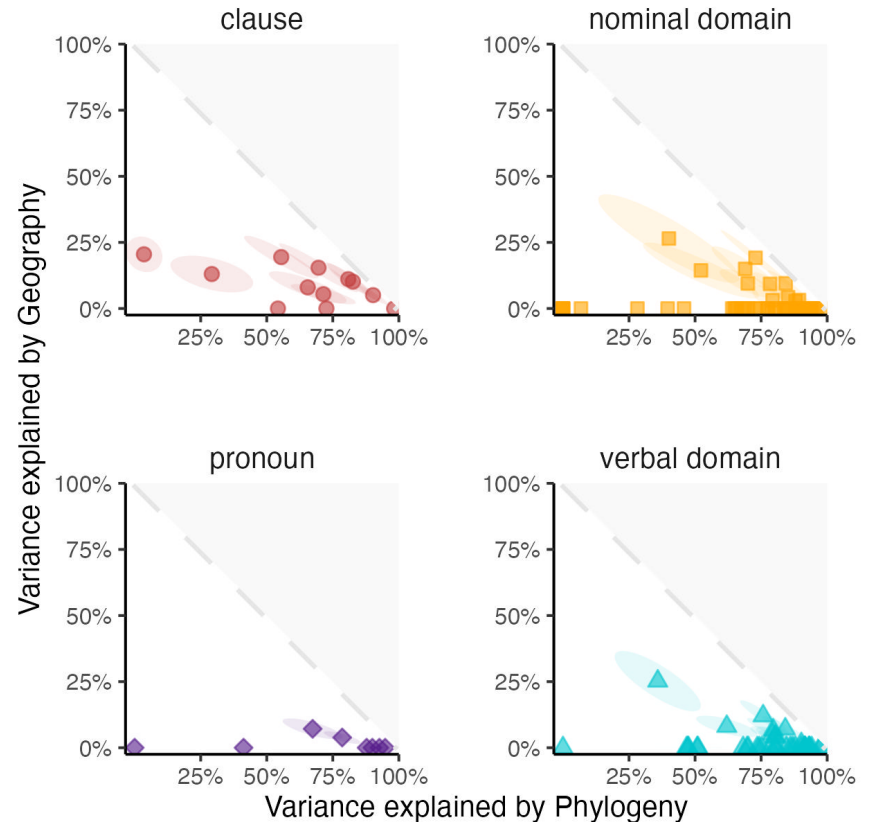 clause
nominal domain
100%
75%
50%
25%
0%
25% 50% 75% 100%
100%
75%
50%
25%
0%
25% 50% 75% 100%
Variance explained by Geography
pronoun
verbal domain
100%
75%
50%
25%
0%
25% 50% 75% 100%
100%
75%
50%
25%
0%
25% 50% 75% 100%
Variance explained by Phylogeny